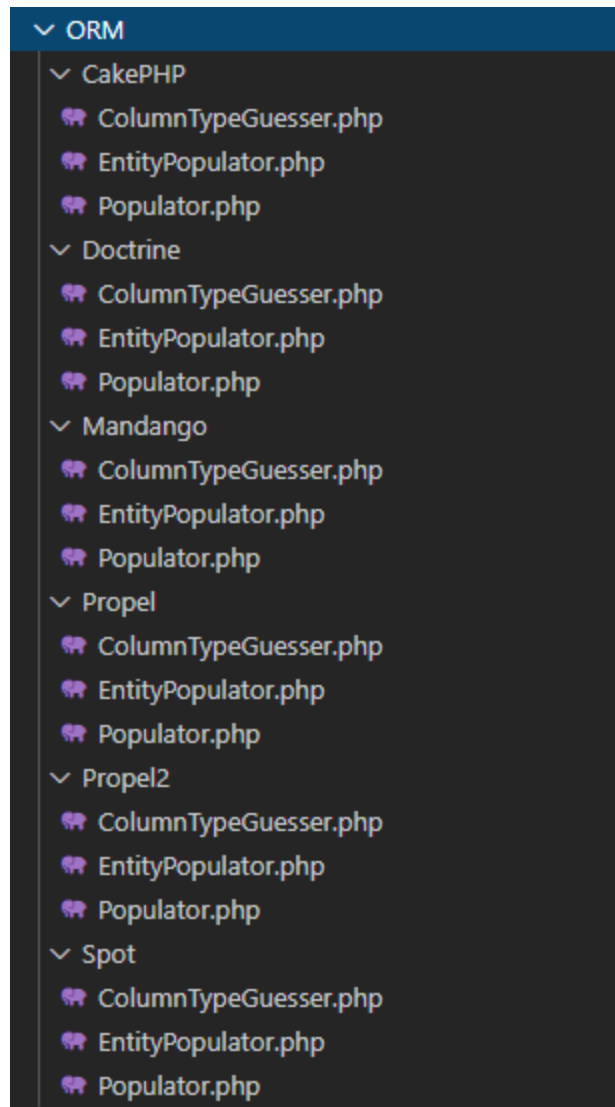 ORM
CakePHP
ColumnTypeGuesser.php
EntityPopulator.php
Populator.php
Doctrine
ColumnTypeGuesser.php
EntityPopulator.php
Populator.php
Mandango
ColumnTypeGuesser.php
EntityPopulator.php
Populator.php
Propel
ColumnTypeGuesser.php
EntityPopulator.php
Populator.php
Propel2
ColumnTypeGuesser.php
EntityPopulator.php
Populator.php
Spot
ColumnTypeGuesser.php
EntityPopulator.php
Populator.php